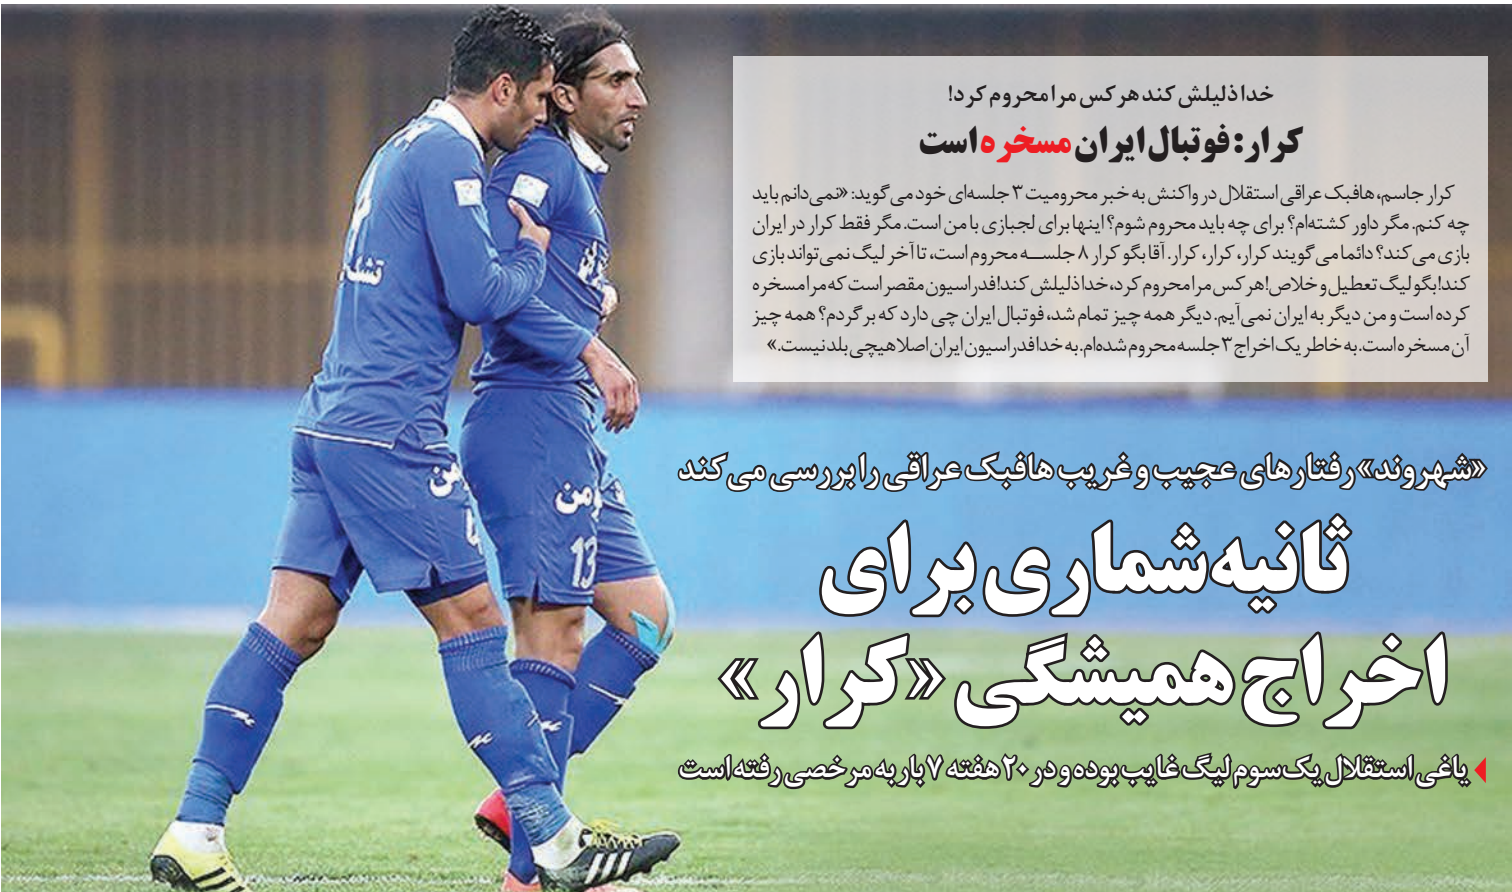 خدا ذلیلش کند هر کس مرا محروم کرد!
کرار: فوتبال ایران مسخره است
کرار جاسم، هافبک عراقی استقلال در واکنش به خبر محرومیت ۳ جلسه‌ای خود می‌گوید: «نمی‌دانم باید
چه کنم. مگر داور کشته‌ام؟ برای چه باید محروم شوم؟ اینها برای لجبازی با من است. مگر فقط کرار در ایران
بازی می‌کند؟ دائما می‌گویند کرار، کرار، کرار. آقا بگو کرار ۸ جلســه محروم است، تا آخر لیگ نمی‌تواند بازی
کند! بگو لیگ تعطیل و خلاص! هر کس مرا محروم کرد، خدا ذلیلش کند! فدراسیون مقصر است که مرا مسخره
کرده است و من دیگر به ایران نمی‌آیم. دیگر همه چیز تمام شد، فوتبال ایران چی دارد که برگردم؟ همه چیز
آن مسخره است. به خاطر یک اخراج ۳ جلسه محروم شده‌ام. به خدا فدراسیون ایران اصلا هیچی بلد نیست.»
«شهروند» رفتارهای عجیب و غریب هافبک عراقی را بررسی می‌کند
ثانیه‌شماری برای
اخراج همیشگی «کرار»
یاغی استقلال یک سوم لیگ غایب بوده و در ۲۰ هفته ۷ بار به مرخصی رفته است
13